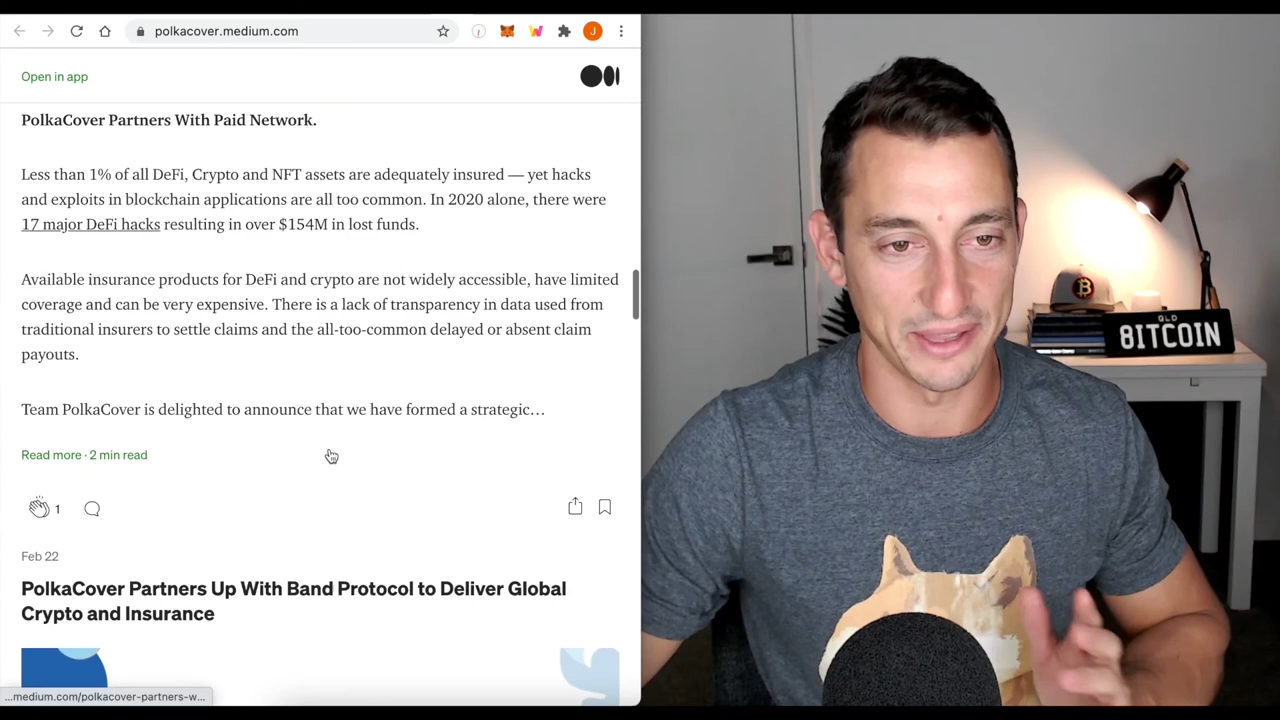 polkacover.medium.com
J
Open in app
PolkaCover Partners With Paid Network.
Less than 1% of all DeFi, Crypto and NFT assets are adequately insured — yet hacks
and exploits in blockchain applications are all too common. In 2020 alone, there were
17 major DeFi hacks resulting in over $154M in lost funds.
Available insurance products for DeFi and crypto are not widely accessible, have limited
coverage and can be very expensive. There is a lack of transparency in data used from
traditional insurers to settle claims and the all-too-common delayed or absent claim
payouts.
Team PolkaCover is delighted to announce that we have formed a strategic…
Read more · 2 min read
1
Feb 22
PolkaCover Partners Up With Band Protocol to Deliver Global
Crypto and Insurance
...medium.com/polkacover-partners-w...
QLD
8ITCOIN